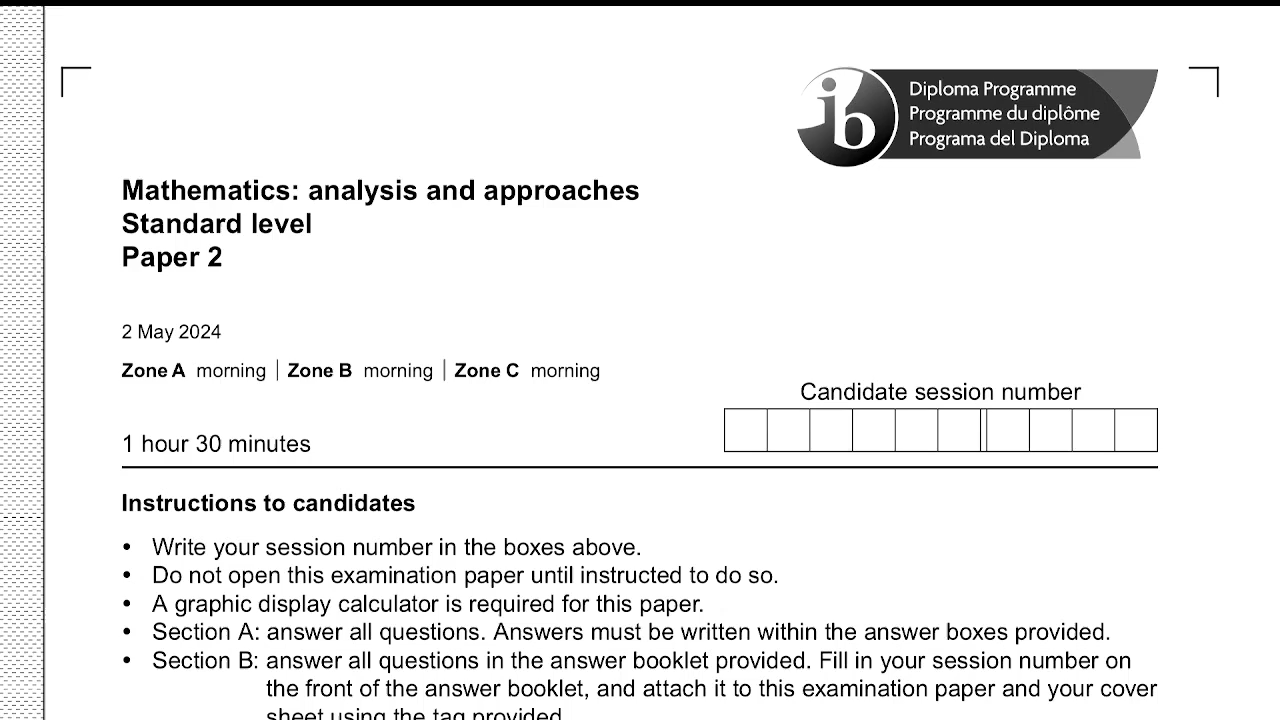 ib
Diploma Programme
Programme du diplôme
Programa del Diploma
Mathematics: analysis and approaches
Standard level
Paper 2
2 May 2024
Zone A morning | Zone B morning | Zone C morning
Candidate session number
1 hour 30 minutes
Instructions to candidates
• Write your session number in the boxes above.
• Do not open this examination paper until instructed to do so.
• A graphic display calculator is required for this paper.
• Section A: answer all questions. Answers must be written within the answer boxes provided.
• Section B: answer all questions in the answer booklet provided. Fill in your session number on
the front of the answer booklet, and attach it to this examination paper and your cover
sheet using the tag provided.